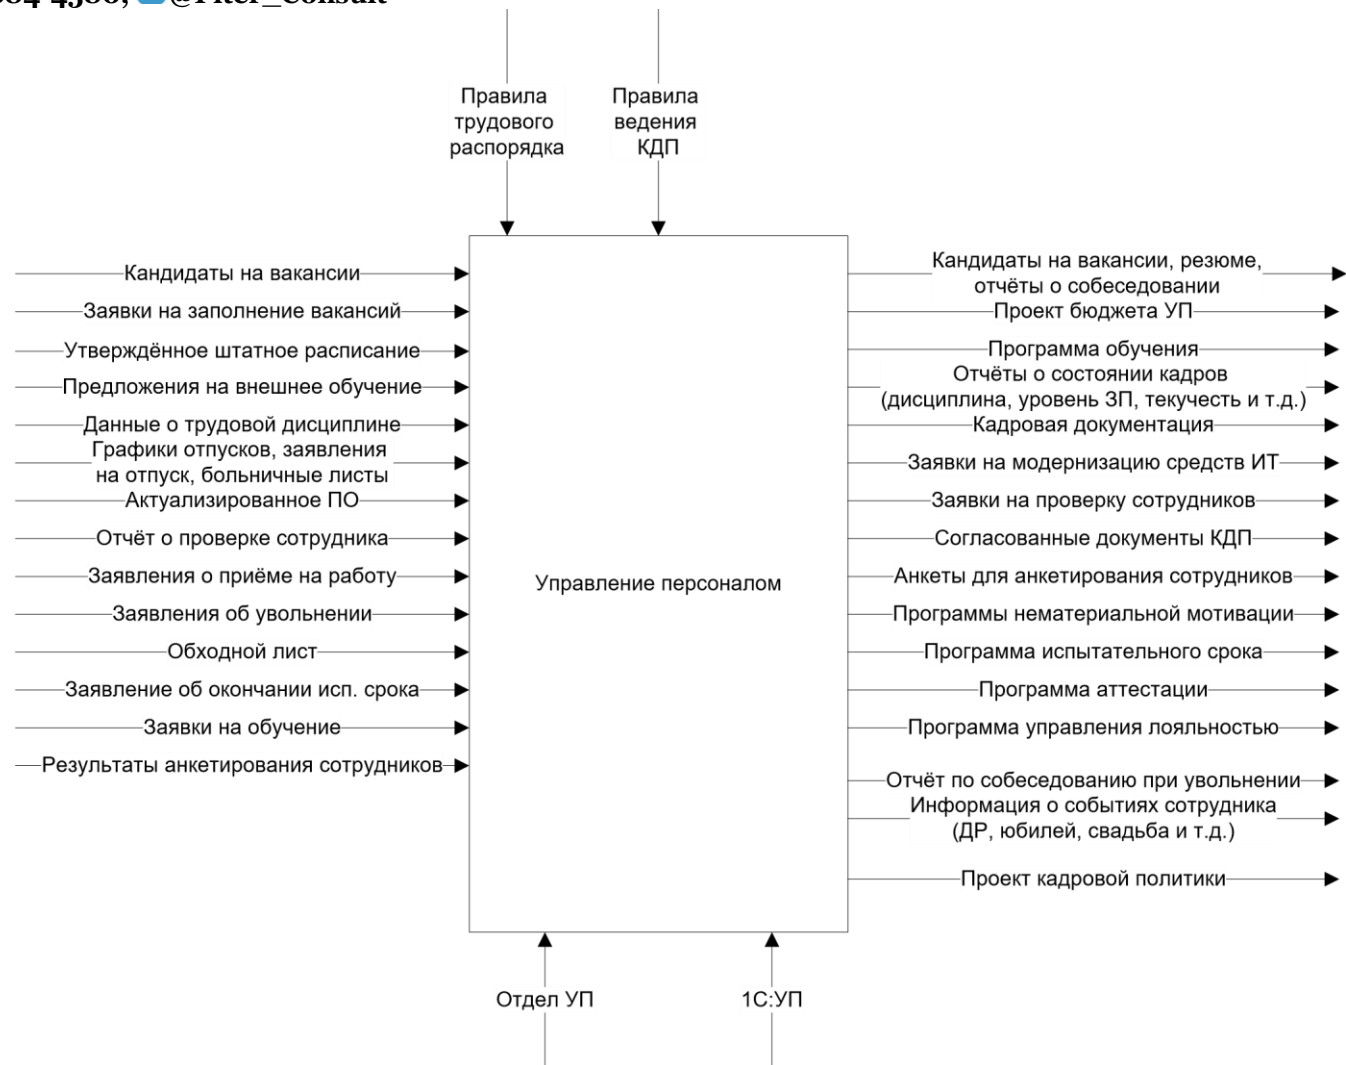 @Piter_Consult
Правила
трудового
распорядка
Правила
ведения
КДП
Кандидаты на вакансии
Заявки на заполнение вакансий
Утверждённое штатное расписание
Предложения на внешнее обучение
Данные о трудовой дисциплине
Графики отпусков, заявления
на отпуск, больничные листы
Актуализированное ПО
Отчёт о проверке сотрудника
Заявления о приёме на работу
Заявления об увольнении
Обходной лист
Заявление об окончании исп. срока
Заявки на обучение
Результаты анкетирования сотрудников
Управление персоналом
Кандидаты на вакансии, резюме,
отчёты о собеседовании
Проект бюджета УП
Программа обучения
Отчёты о состоянии кадров
(дисциплина, уровень ЗП, текучесть и т.д.)
Кадровая документация
Заявки на модернизацию средств ИТ
Заявки на проверку сотрудников
Согласованные документы КДП
Анкеты для анкетирования сотрудников
Программы нематериальной мотивации
Программа испытательного срока
Программа аттестации
Программа управления лояльностью
Отчёт по собеседованию при увольнении
Информация о событиях сотрудника
(ДР, юбилей, свадьба и т.д.)
Проект кадровой политики
Отдел УП
1С:УП